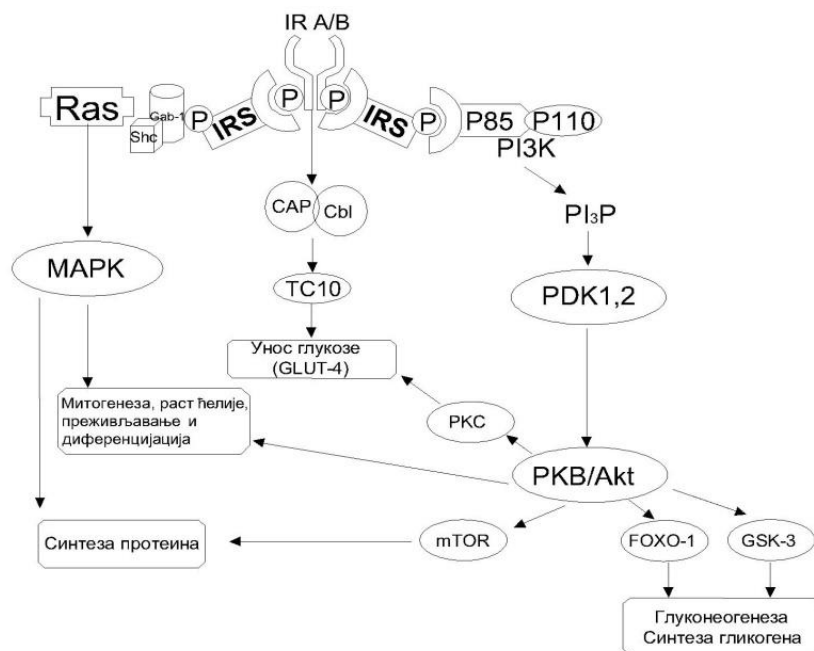 IR A/B
Ras
Shc
Gab-1
P
IRS
P
P
IRS
P
P85
P110
PI3K
CAP
Cbl
PI₃P
MAPK
TC10
PDK1,2
Унос глукозе
(GLUT-4)
Митогенеза, раст ћелије,
преживљавање и
диференцијација
PKC
PKB/Akt
Синтеза протеина
mTOR
FOXO-1
GSK-3
Глуконеогенеза
Синтеза гликогена